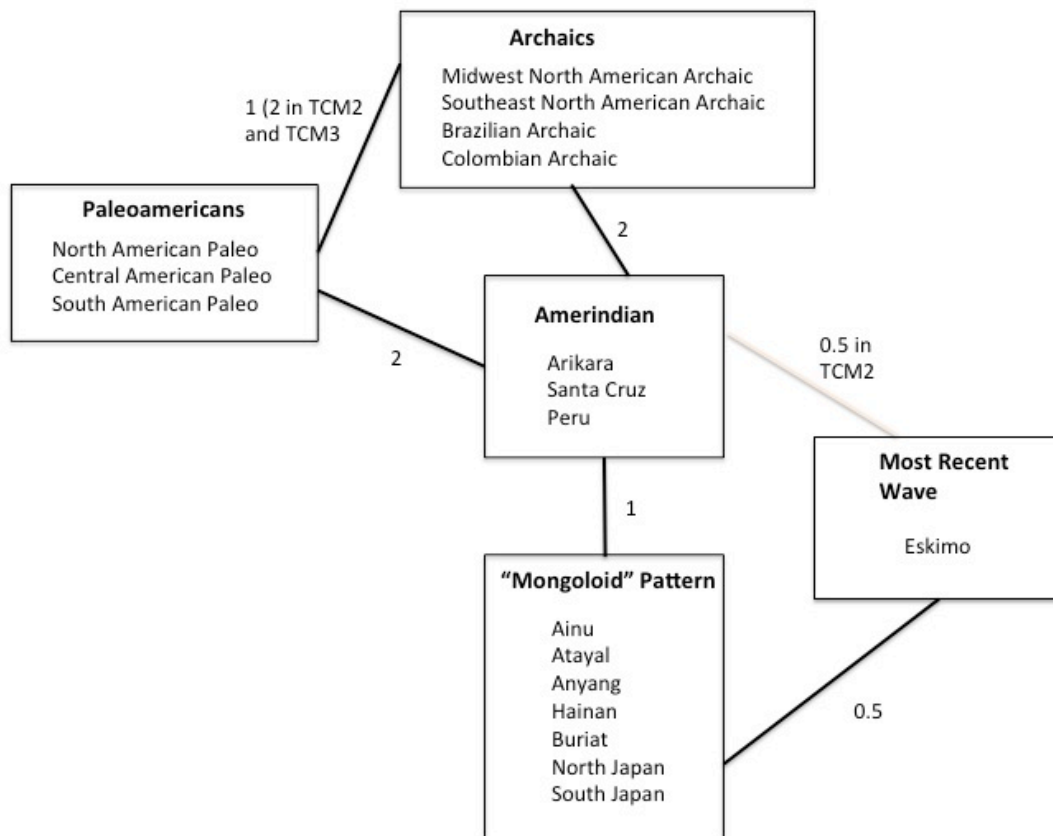 Archaics
Midwest North American Archaic
Southeast North American Archaic
Brazilian Archaic
Colombian Archaic
1 (2 in TCM2
and TCM3
Paleoamericans
North American Paleo
Central American Paleo
South American Paleo
2
2
Amerindian
Arikara
Santa Cruz
Peru
0.5 in
TCM2
Most Recent
Wave
Eskimo
1
“Mongoloid” Pattern
Ainu
Atayal
Anyang
Hainan
Buriat
North Japan
South Japan
0.5